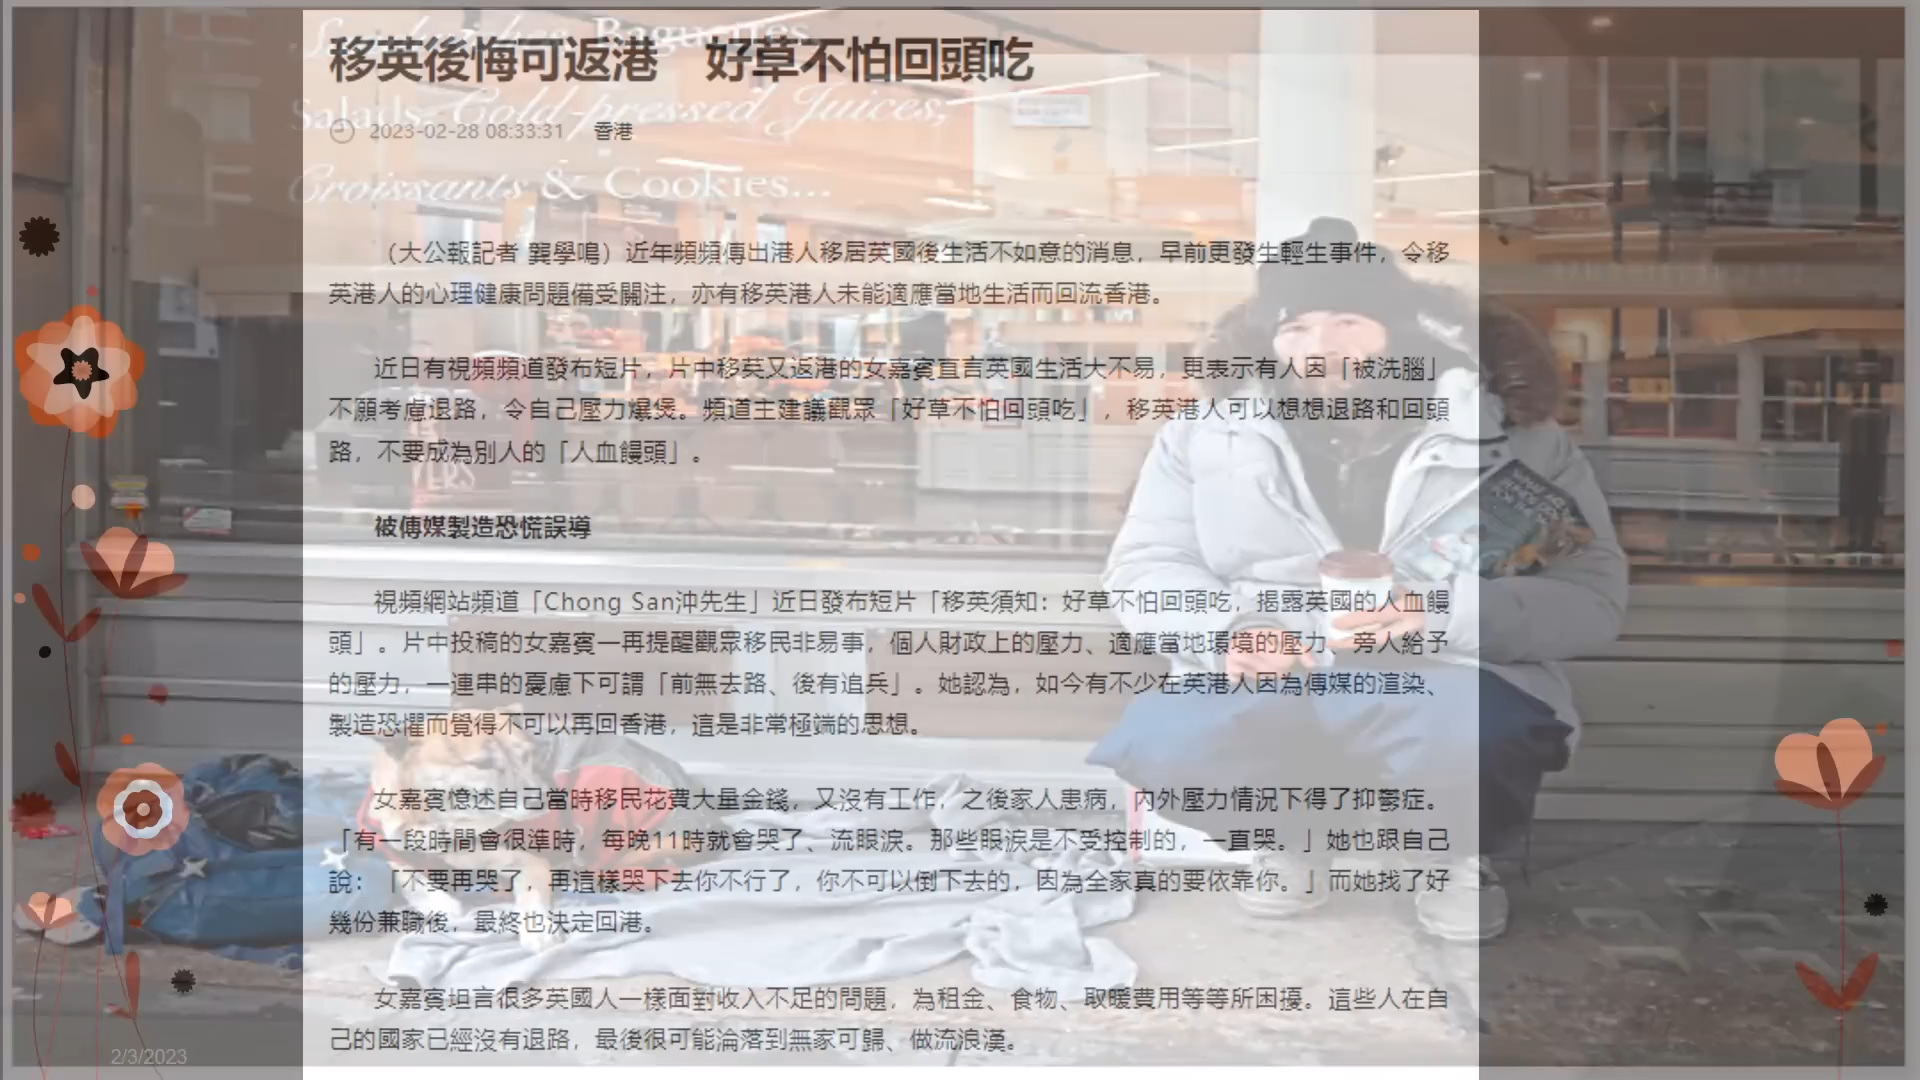 移英後悔可返港　好草不怕回頭吃
Sandwiches, Baguettes,
Salads, Cold-pressed Juices,
2023-02-28 08:33:31 香港
Croissants & Cookies...
（大公報記者 龔學鳴）近年頻頻傳出港人移居英國後生活不如意的消息，早前更發生輕生事件，令移
英港人的心理健康問題備受關注，亦有移英港人未能適應當地生活而回流香港。
近日有視頻頻道發布短片，片中移英又返港的女嘉賓直言英國生活大不易，更表示有人因「被洗腦」
不願考慮退路，令自己壓力爆煲。頻道主建議觀眾「好草不怕回頭吃」，移英港人可以想想退路和回頭
路，不要成為別人的「人血饅頭」。
被傳媒製造恐慌誤導
視頻網站頻道「Chong San沖先生」近日發布短片「移英須知：好草不怕回頭吃，揭露英國的人血饅
頭」。片中投稿的女嘉賓一再提醒觀眾移民非易事，個人財政上的壓力、適應當地環境的壓力、旁人給予
的壓力，一連串的憂慮下可謂「前無去路、後有追兵」。她認為，如今有不少在英港人因為傳媒的渲染、
製造恐懼而覺得不可以再回香港，這是非常極端的思想。
女嘉賓憶述自己當時移民花費大量金錢，又沒有工作，之後家人患病，內外壓力情況下得了抑鬱症。
「有一段時間會很準時，每晚11時就會哭了、流眼淚。那些眼淚是不受控制的，一直哭。」她也跟自己
說：「不要再哭了，再這樣哭下去你不行了，你不可以倒下去的，因為全家真的要依靠你。」而她找了好
幾份兼職後，最終也決定回港。
女嘉賓坦言很多英國人一樣面對收入不足的問題，為租金、食物、取暖費用等等所困擾。這些人在自
己的國家已經沒有退路，最後很可能淪落到無家可歸、做流浪漢。
2/3/2023